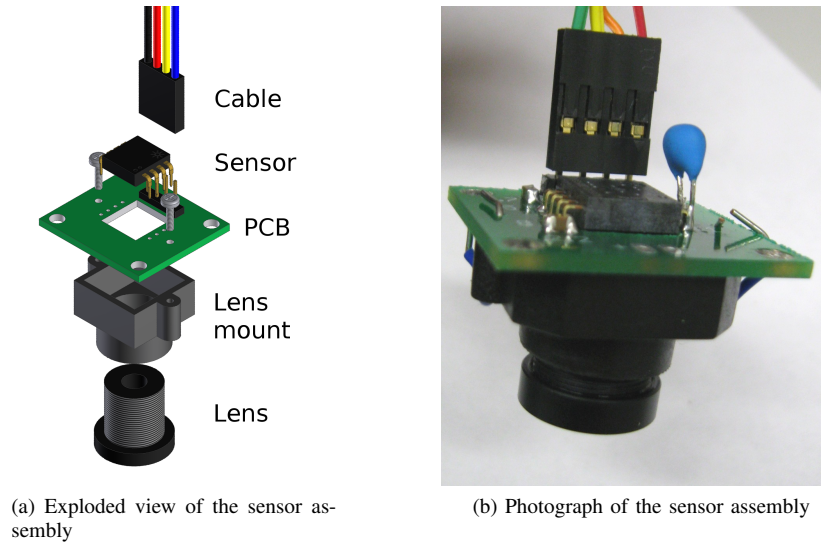 Cable
Sensor
PCB
Lens
mount
Lens
(a) Exploded view of the sensor as-
sembly
(b) Photograph of the sensor assembly